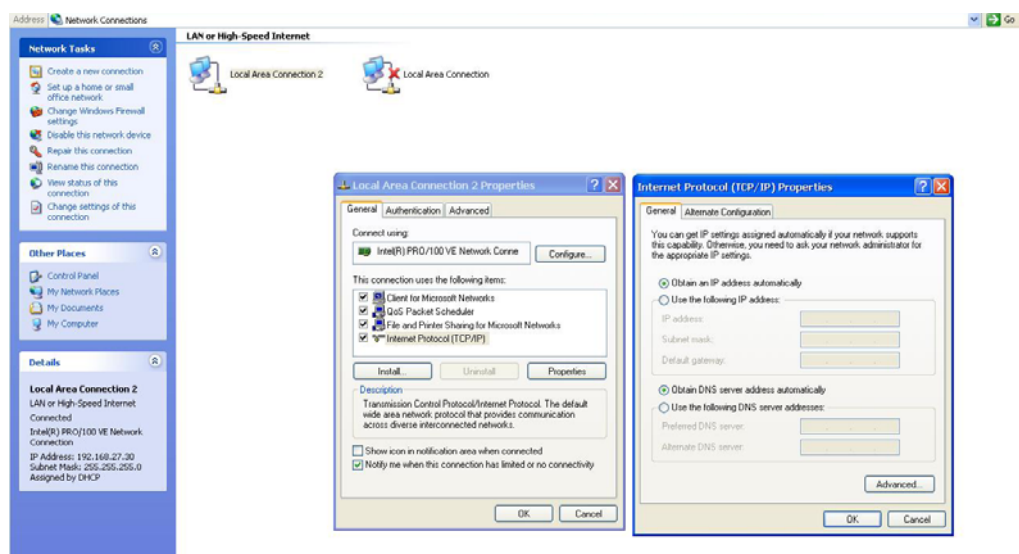 Address Network Connections
Go
Network Tasks
Create a new connection
Set up a home or small
office network
Change Windows Firewall
settings
Disable this network device
Repair this connection
Rename this connection
View status of this
connection
Change settings of this
connection
Other Places
Control Panel
My Network Places
My Documents
My Computer
Details
Local Area Connection 2
LAN or High-Speed Internet
Connected
Intel(R) PRO/100 VE Network
Connection
IP Address: 192.168.27.30
Subnet Mask: 255.255.255.0
Assigned by DHCP
LAN or High-Speed Internet
Local Area Connection 2
Local Area Connection
Local Area Connection 2 Properties
General Authentication Advanced
Connect using:
Intel(R) PRO/100 VE Network Conne
Configure...
This connection uses the following items:
Client for Microsoft Networks
QoS Packet Scheduler
File and Printer Sharing for Microsoft Networks
Internet Protocol (TCP/IP)
Install... Uninstall Properties
Description
Transmission Control Protocol/Internet Protocol. The default
wide area network protocol that provides communication
across diverse interconnected networks.
Show icon in notification area when connected
Notify me when this connection has limited or no connectivity
OK Cancel
Internet Protocol (TCP/IP) Properties
General Alternate Configuration
You can get IP settings assigned automatically if your network supports
this capability. Otherwise, you need to ask your network administrator for
the appropriate IP settings.
Obtain an IP address automatically
Use the following IP address:
IP address:
Subnet mask:
Default gateway:
Obtain DNS server address automatically
Use the following DNS server addresses:
Preferred DNS server:
Alternate DNS server:
Advanced...
OK Cancel